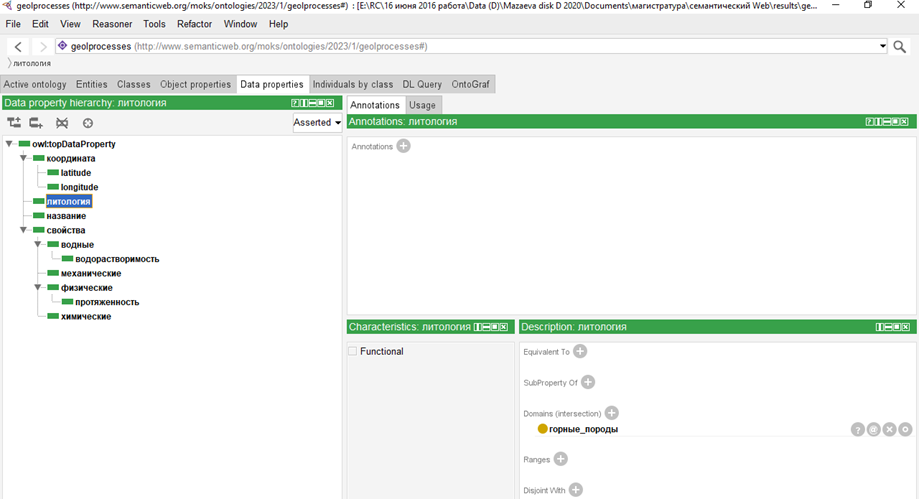 geolprocesses (http://www.semanticweb.org/moks/ontologies/2023/1/geolprocesses#) : [E:\RC\16 июня 2016 работа\Data (D)\Mazaeva disk D 2020\Documents\магистратура\семантический Web\results\ge...
File Edit View Reasoner Tools Refactor Window Help
geolprocesses (http://www.semanticweb.org/moks/ontologies/2023/1/geolprocesses#)
литология
Active ontology Entities Classes Object properties Data properties Individuals by class DL Query OntoGraf
Data property hierarchy: литология
Asserted
owl:topDataProperty
координата
latitude
longitude
литология
название
свойства
водные
водорастворимость
механические
физические
протяженность
химические
Annotations Usage
Annotations: литология
Annotations
Characteristics: литология
Functional
Description: литология
Equivalent To
SubProperty Of
Domains (intersection)
горные_породы
Ranges
Disjoint With